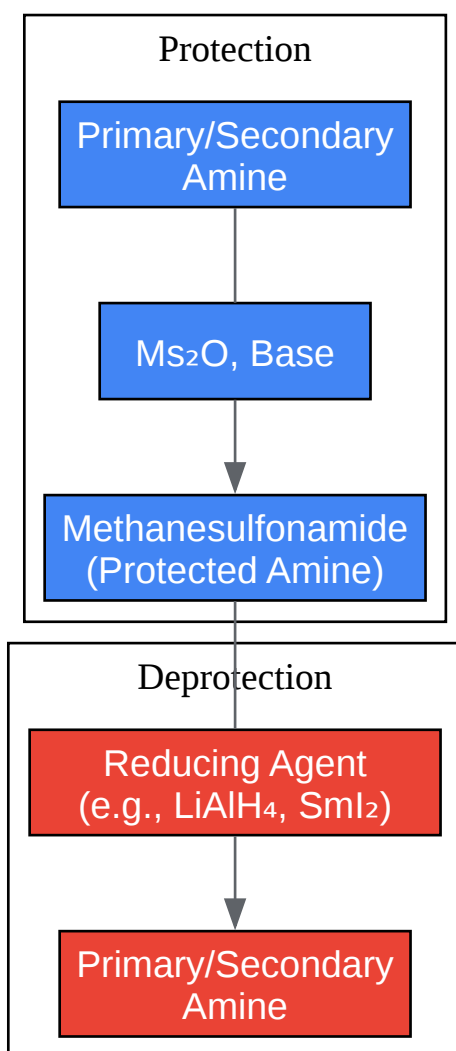 Protection
Primary/Secondary
Amine
Ms₂O, Base
Methanesulfonamide
(Protected Amine)
Deprotection
Reducing Agent
(e.g., LiAlH₄, SmI₂)
Primary/Secondary
Amine